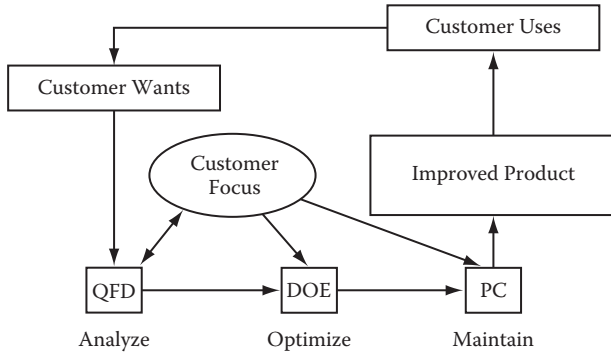 Customer Uses
Customer Wants
Customer
Focus
Improved Product
QFD
DOE
PC
Analyze
Optimize
Maintain